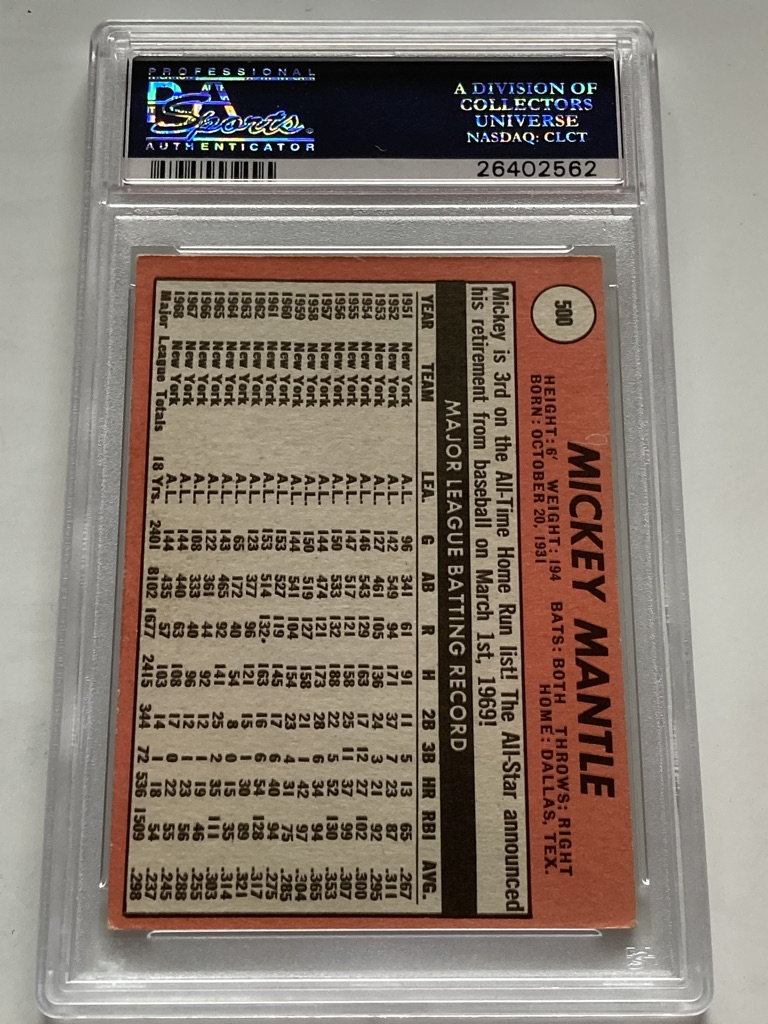 PROFESSIONAL
PSA
Sports
AUTHENTICATOR
A DIVISION OF
COLLECTORS
UNIVERSE
NASDAQ: CLCT
26402562
500
MICKEY MANTLE
HEIGHT: 6' WEIGHT: 194 BATS: BOTH THROWS: RIGHT
BORN: OCTOBER 20, 1931 HOME: DALLAS, TEX.
Mickey is 3rd on the All-Time Home Run list! The All-Star announced
his retirement from baseball on March 1st, 1969!
MAJOR LEAGUE BATTING RECORD
YEAR TEAM LEA. G AB R H 2B 3B HR RBI AVG.
1951 New York A.L. 96 341 61 91 11 5 13 65 .267
1952 New York A.L. 142 549 94 171 37 7 23 87 .311
1953 New York A.L. 127 461 105 136 24 3 21 92 .295
1954 New York A.L. 146 543 129 163 17 12 27 102 .300
1955 New York A.L. 147 517 121 158 25 11 37 99 .307
1956 New York A.L. 150 533 132 188 22 5 52 130 .353
1957 New York A.L. 144 474 121 173 28 6 34 94 .365
1958 New York A.L. 150 519 127 158 21 1 42 97 .304
1959 New York A.L. 144 541 104 154 23 4 31 75 .285
1960 New York A.L. 153 527 119 145 17 6 40 94 .275
1961 New York A.L. 153 514 132 163 16 6 54 128 .317
1962 New York A.L. 123 377 96 121 15 1 30 89 .321
1963 New York A.L. 65 172 40 54 8 0 15 35 .314
1964 New York A.L. 143 465 92 141 25 2 35 111 .303
1965 New York A.L. 122 361 44 92 12 1 19 46 .255
1966 New York A.L. 108 333 40 96 12 1 23 56 .288
1967 New York A.L. 144 440 63 108 17 0 22 55 .245
1968 New York A.L. 144 435 57 103 14 1 18 54 .237
Major League Totals 18 Yrs. 2401 8102 1677 2415 344 72 536 1509 .298